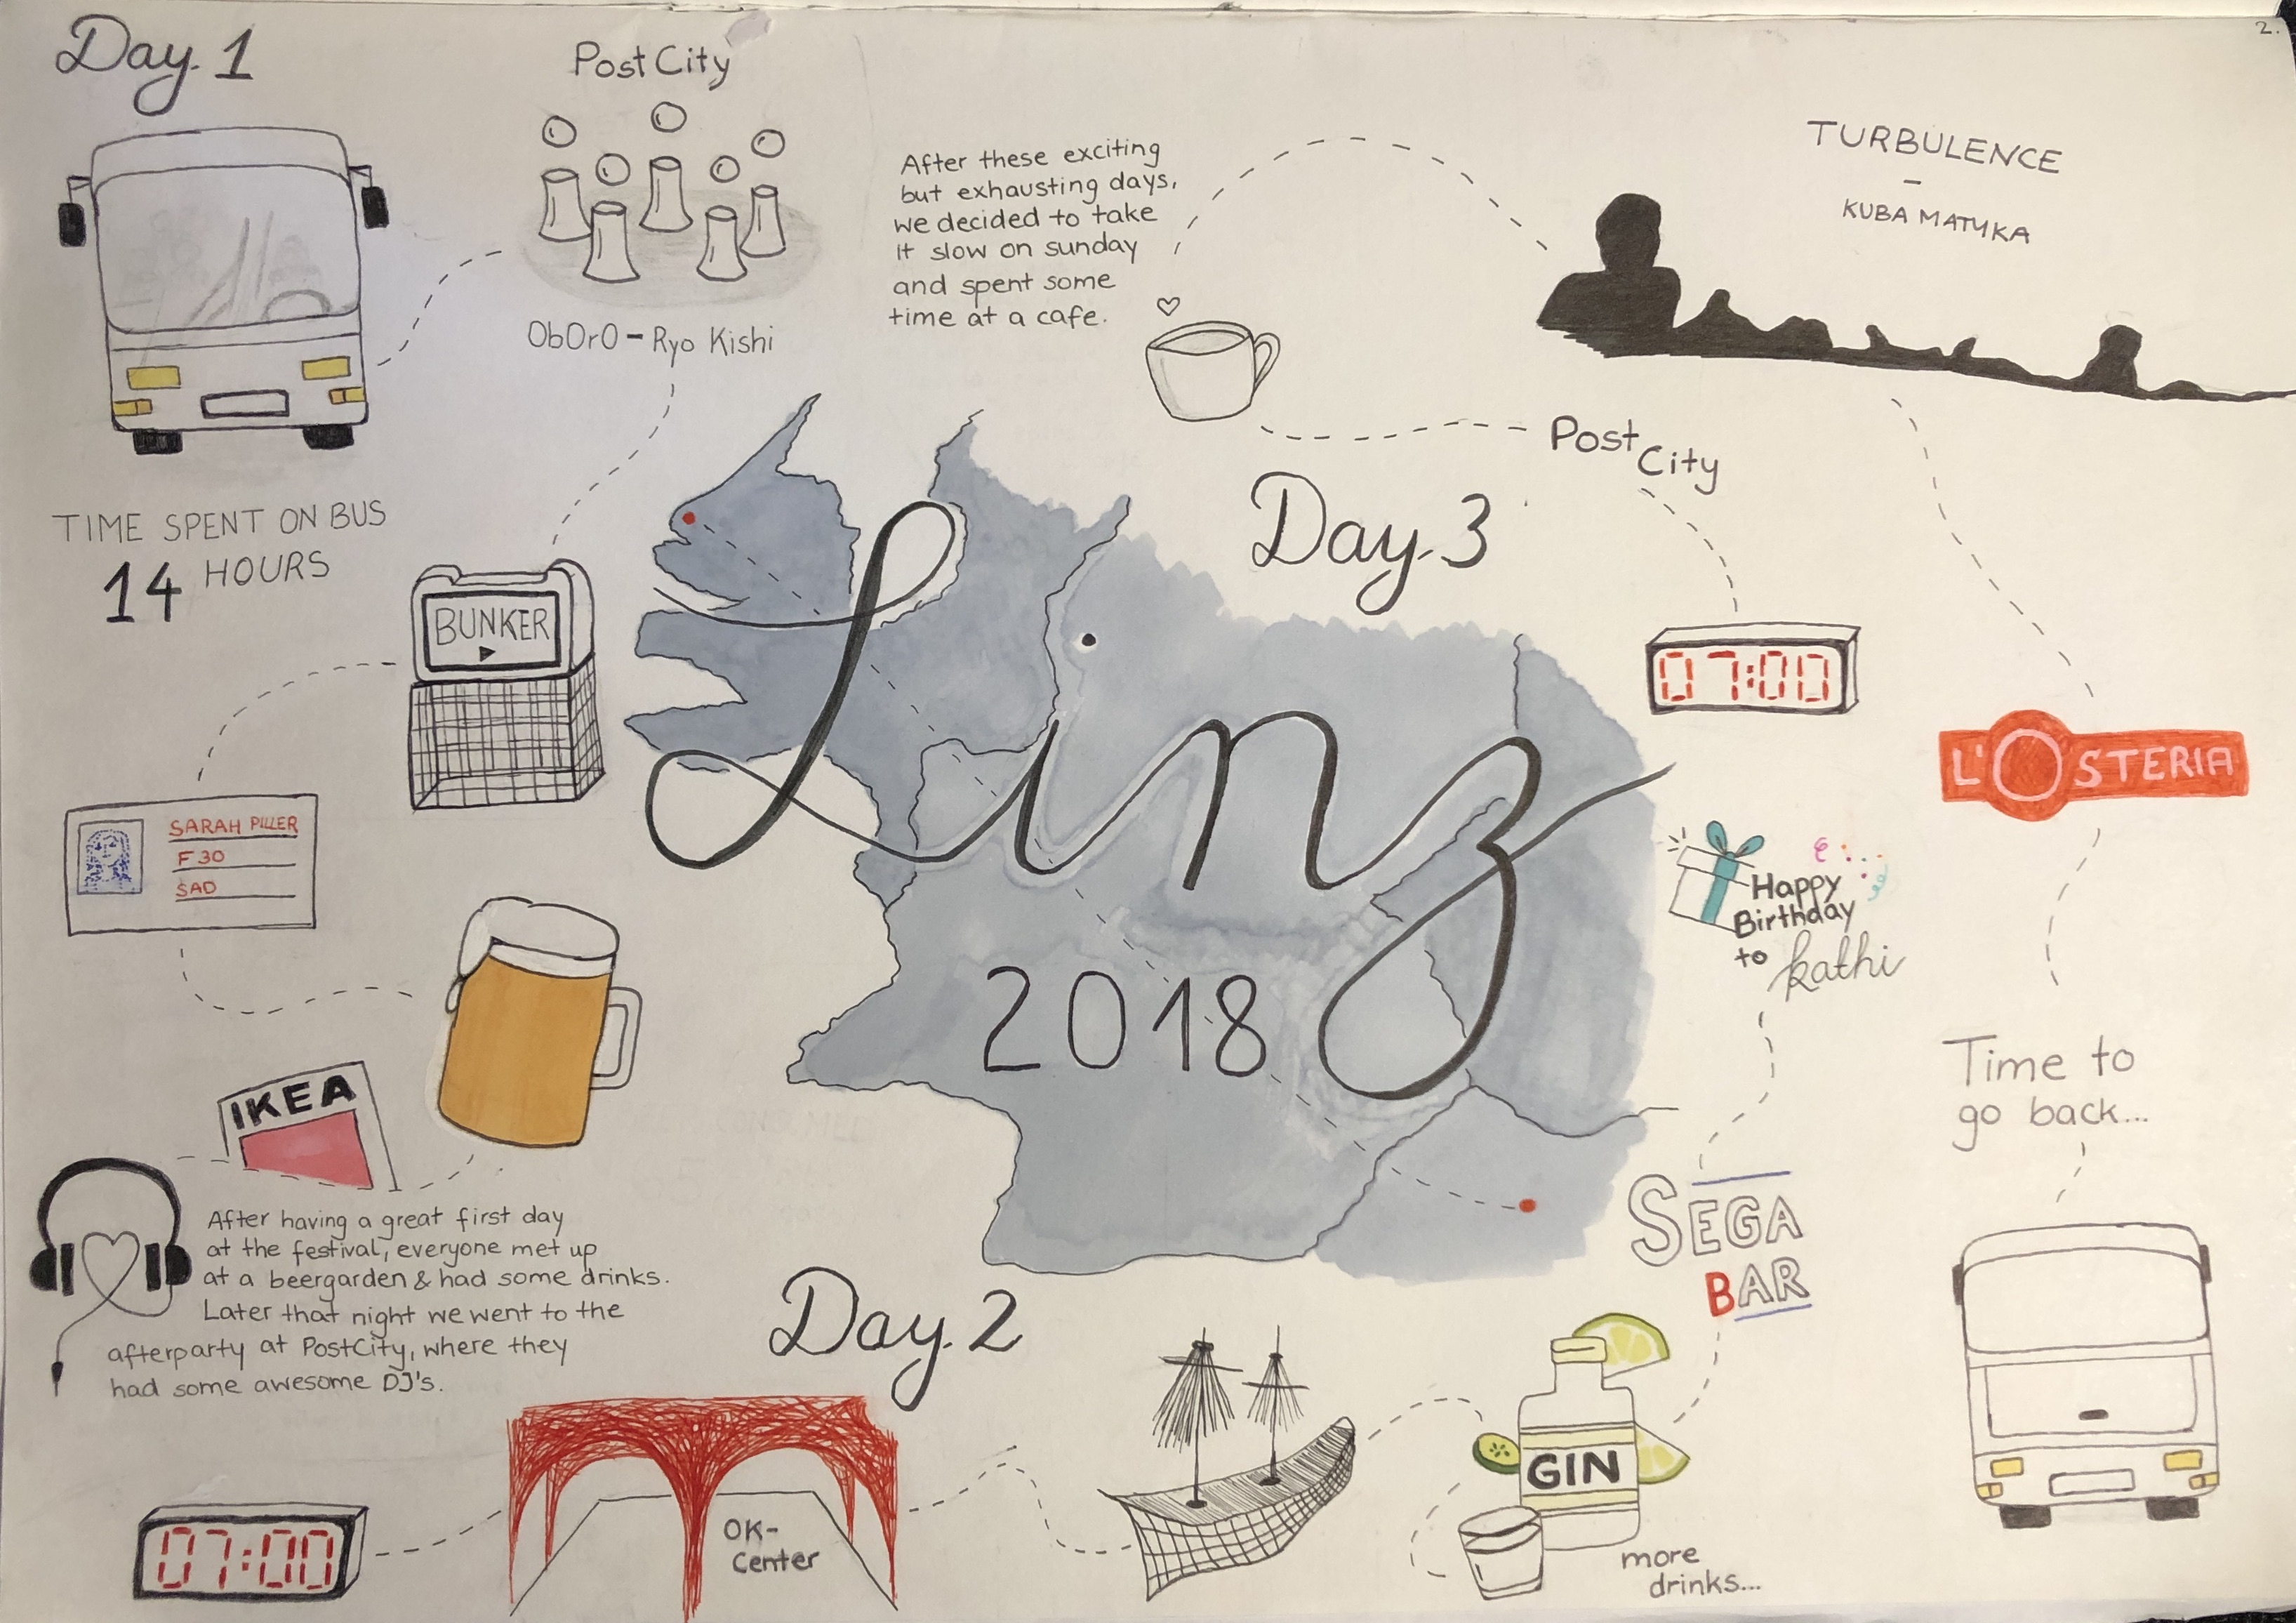 2.
Day 1
PostCity
ObOrO - Ryo Kishi
TIME SPENT ON BUS
14 HOURS
BUNKER
SARAH PILLER
F 30
SAD
IKEA
After having a great first day
at the festival, everyone met up
at a beergarden & had some drinks.
Later that night we went to the
afterparty at PostCity, where they
had some awesome DJ's.
Linz
2018
Day 2
07:00
OK-
Center
GIN
more
drinks...
SEGA
BAR
Happy
Birthday
to Kathi
Day 3
07:00
Post
City
After these exciting
but exhausting days,
we decided to take
it slow on sunday
and spent some
time at a cafe.
TURBULENCE
-
KUBA MATYKA
L'OSTERIA
Time to
go back...